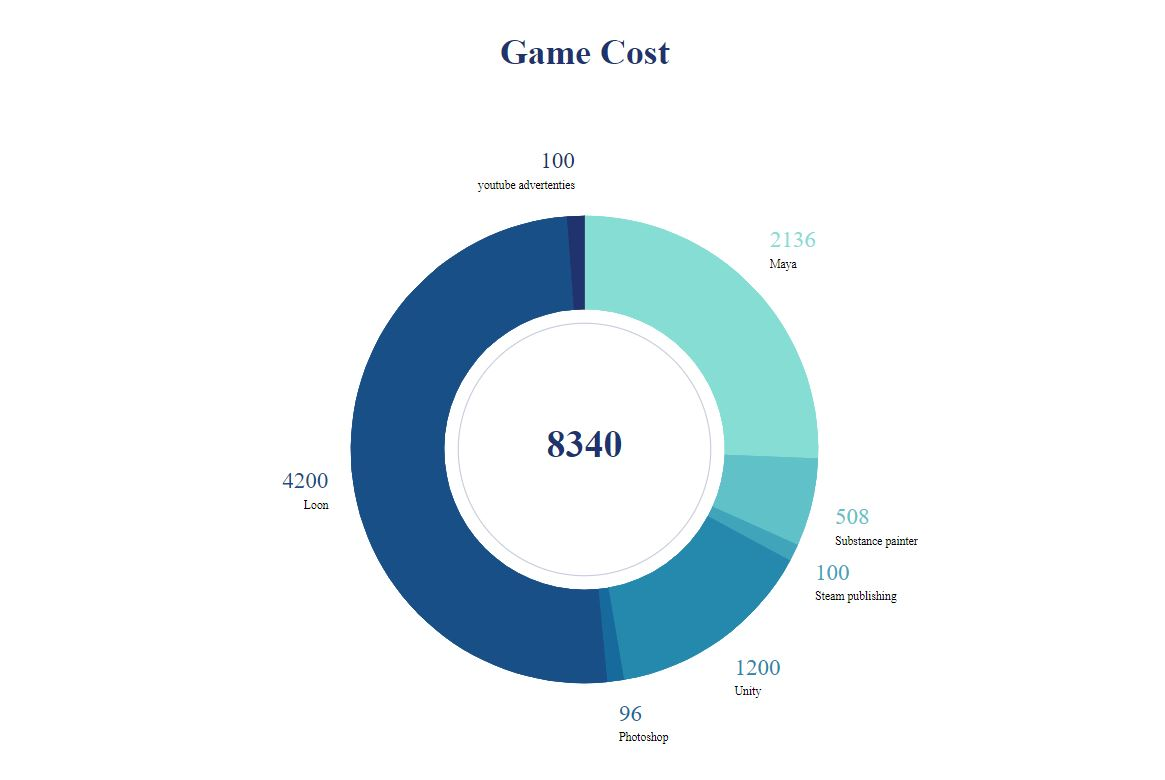 Game Cost
100
youtube advertenties
2136
Maya
8340
4200
Loon
508
Substance painter
100
Steam publishing
1200
Unity
96
Photoshop